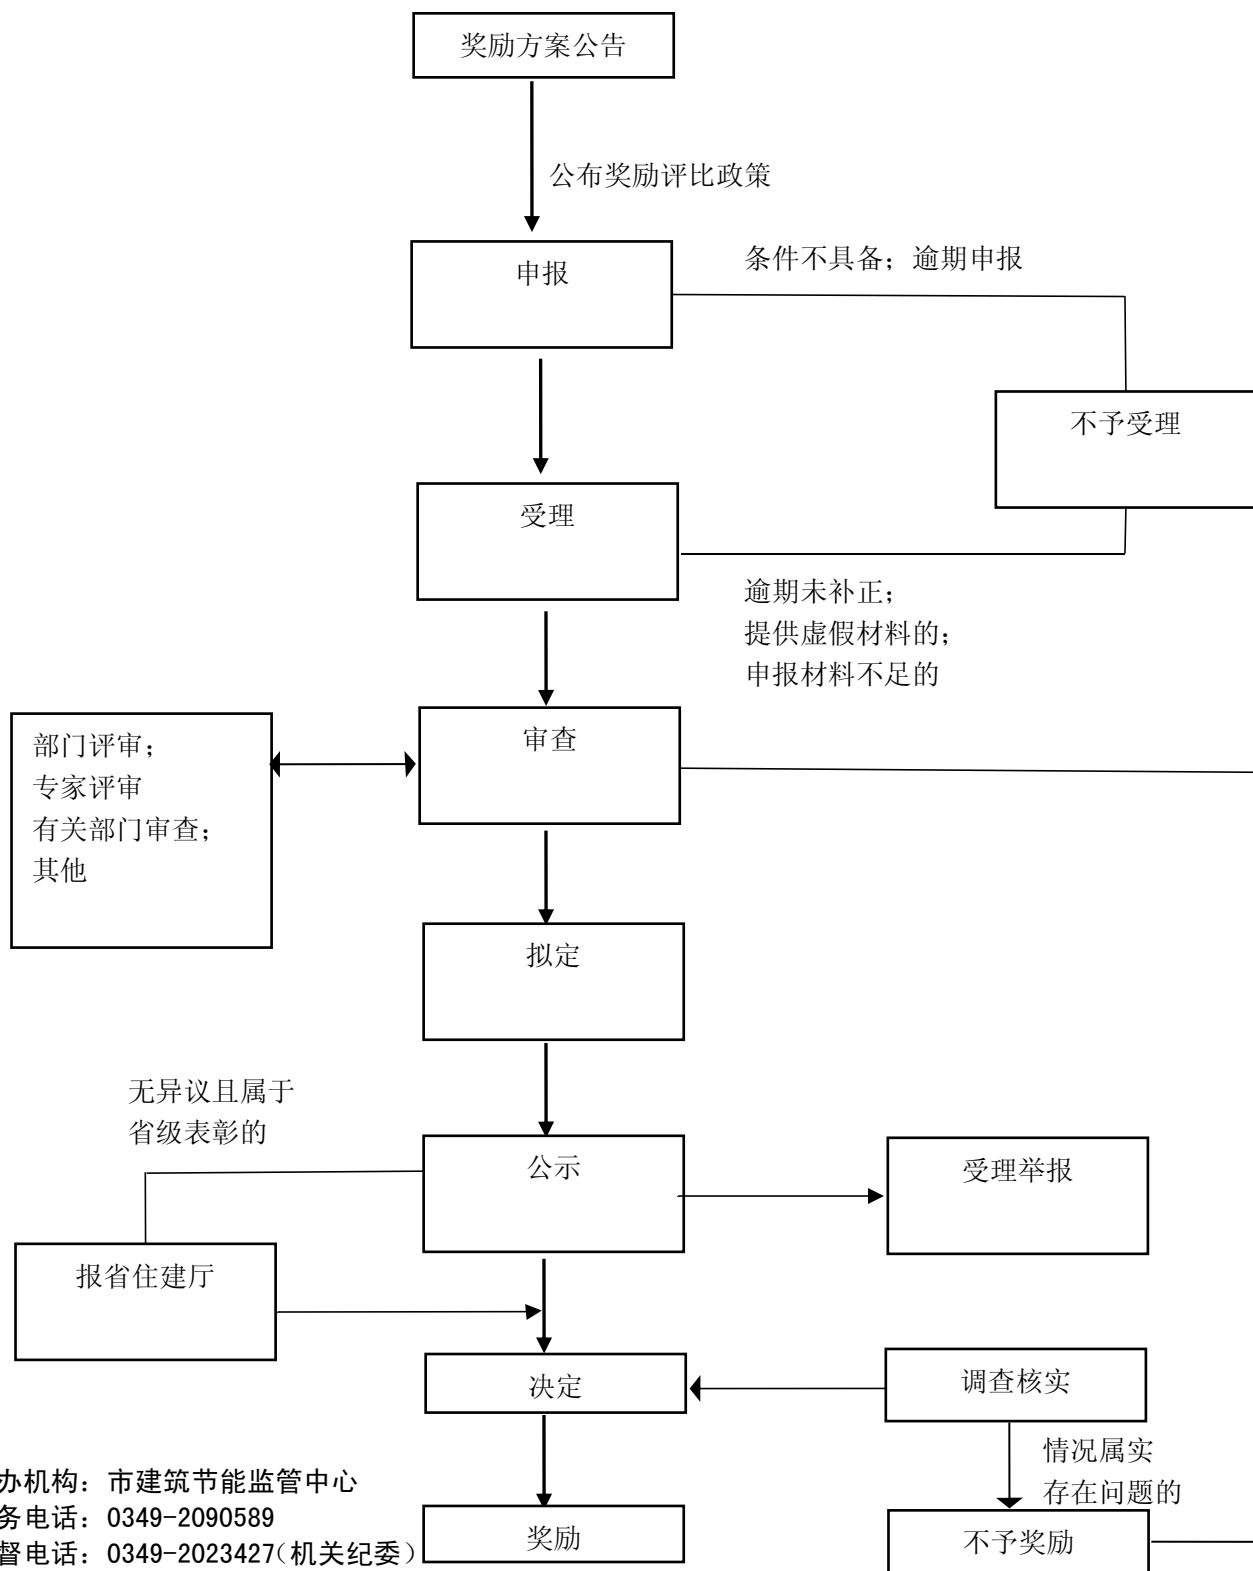 奖励方案公告
公布奖励评比政策
申报
条件不具备；逾期申报
不予受理
受理
逾期未补正；
提供虚假材料的；
申报材料不足的
审查
部门评审；
专家评审
有关部门审查；
其他
拟定
无异议且属于
省级表彰的
公示
受理举报
报省住建厅
决定
调查核实
情况属实
存在问题的
办机构：市建筑节能监管中心
务电话：0349-2090589
督电话：0349-2023427（机关纪委）
奖励
不予奖励